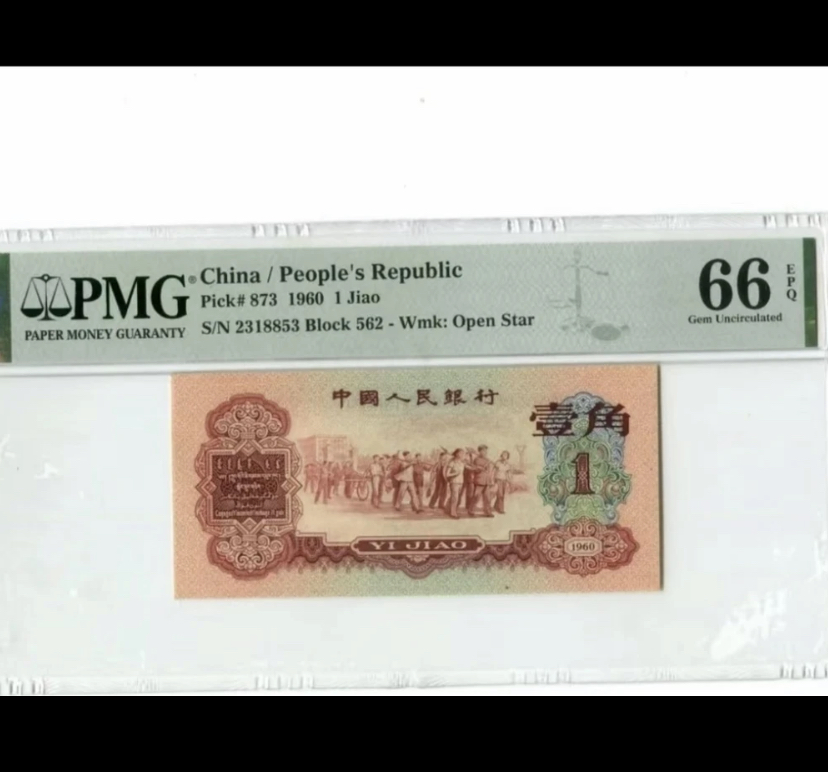 PMG®
PAPER MONEY GUARANTY
China / People's Republic
Pick# 873 1960 1 Jiao
S/N 2318853 Block 562 - Wmk: Open Star
66 EPQ
Gem Uncirculated
中國人民銀行
壹角
1
YI JIAO
1960